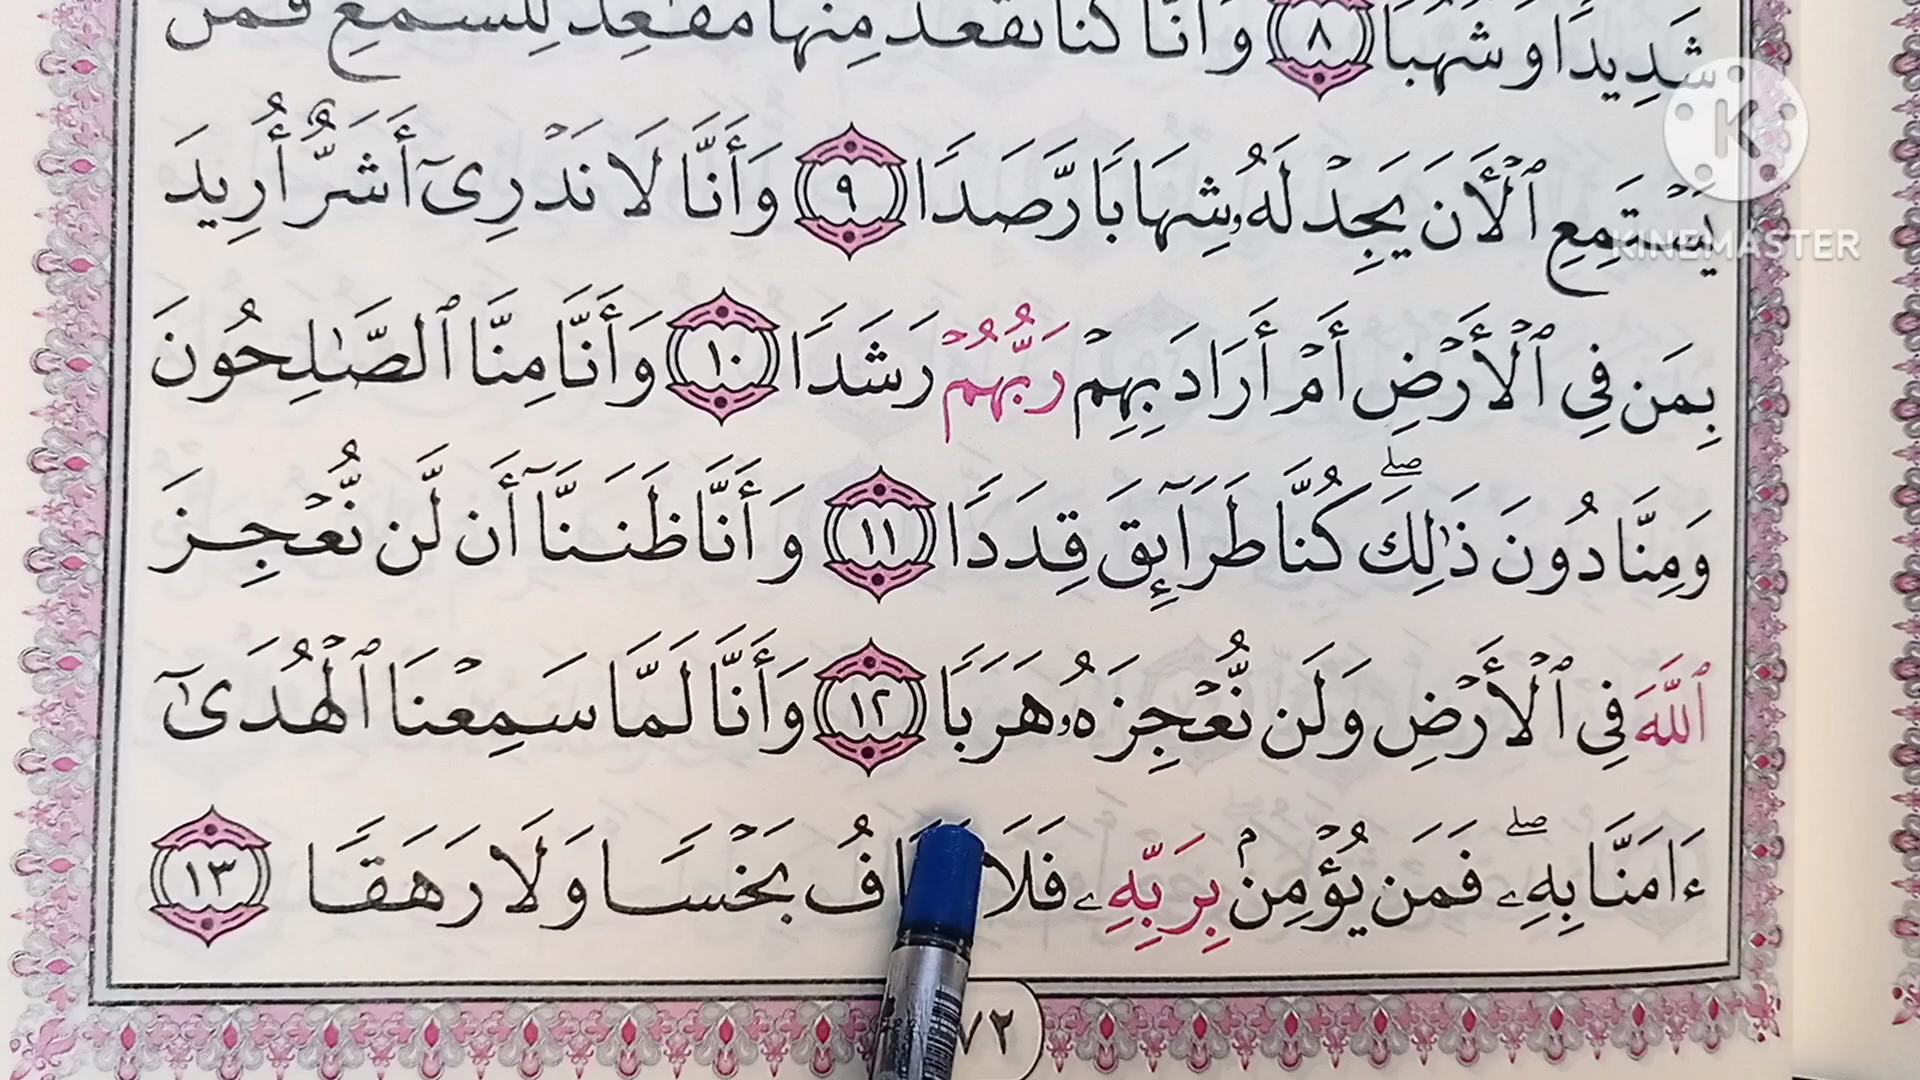 شَدِيدًا وَشُهُبًا ٨ وَأَنَّا كُنَّا نَقْعُدُ مِنْهَا مَقَٰعِدَ لِلسَّمْعِ فَمَن
يَسْتَمِعِ ٱلْأٓنَ يَجِدْ لَهُۥ شِهَابًا رَّصَدًا ٩ وَأَنَّا لَا نَدْرِىٓ أَشَرٌّ أُرِيدَ
بِمَن فِى ٱلْأَرْضِ أَمْ أَرَادَ بِهِمْ رَبُّهُمْ رَشَدًا ١٠ وَأَنَّا مِنَّا ٱلصَّٰلِحُونَ
وَمِنَّا دُونَ ذَٰلِكَ ۖ كُنَّا طَرَآئِقَ قِدَدًا ١١ وَأَنَّا ظَنَنَّآ أَن لَّن نُّعْجِزَ
ٱللَّهَ فِى ٱلْأَرْضِ وَلَن نُّعْجِزَهُۥ هَرَبًا ١٢ وَأَنَّا لَمَّا سَمِعْنَا ٱلْهُدَىٰٓ
ءَامَنَّا بِهِۦ ۖ فَمَن يُؤْمِنۢ بِرَبِّهِۦ فَلَا بَخْسًا وَلَا رَهَقًا ١٣
KINEMASTER